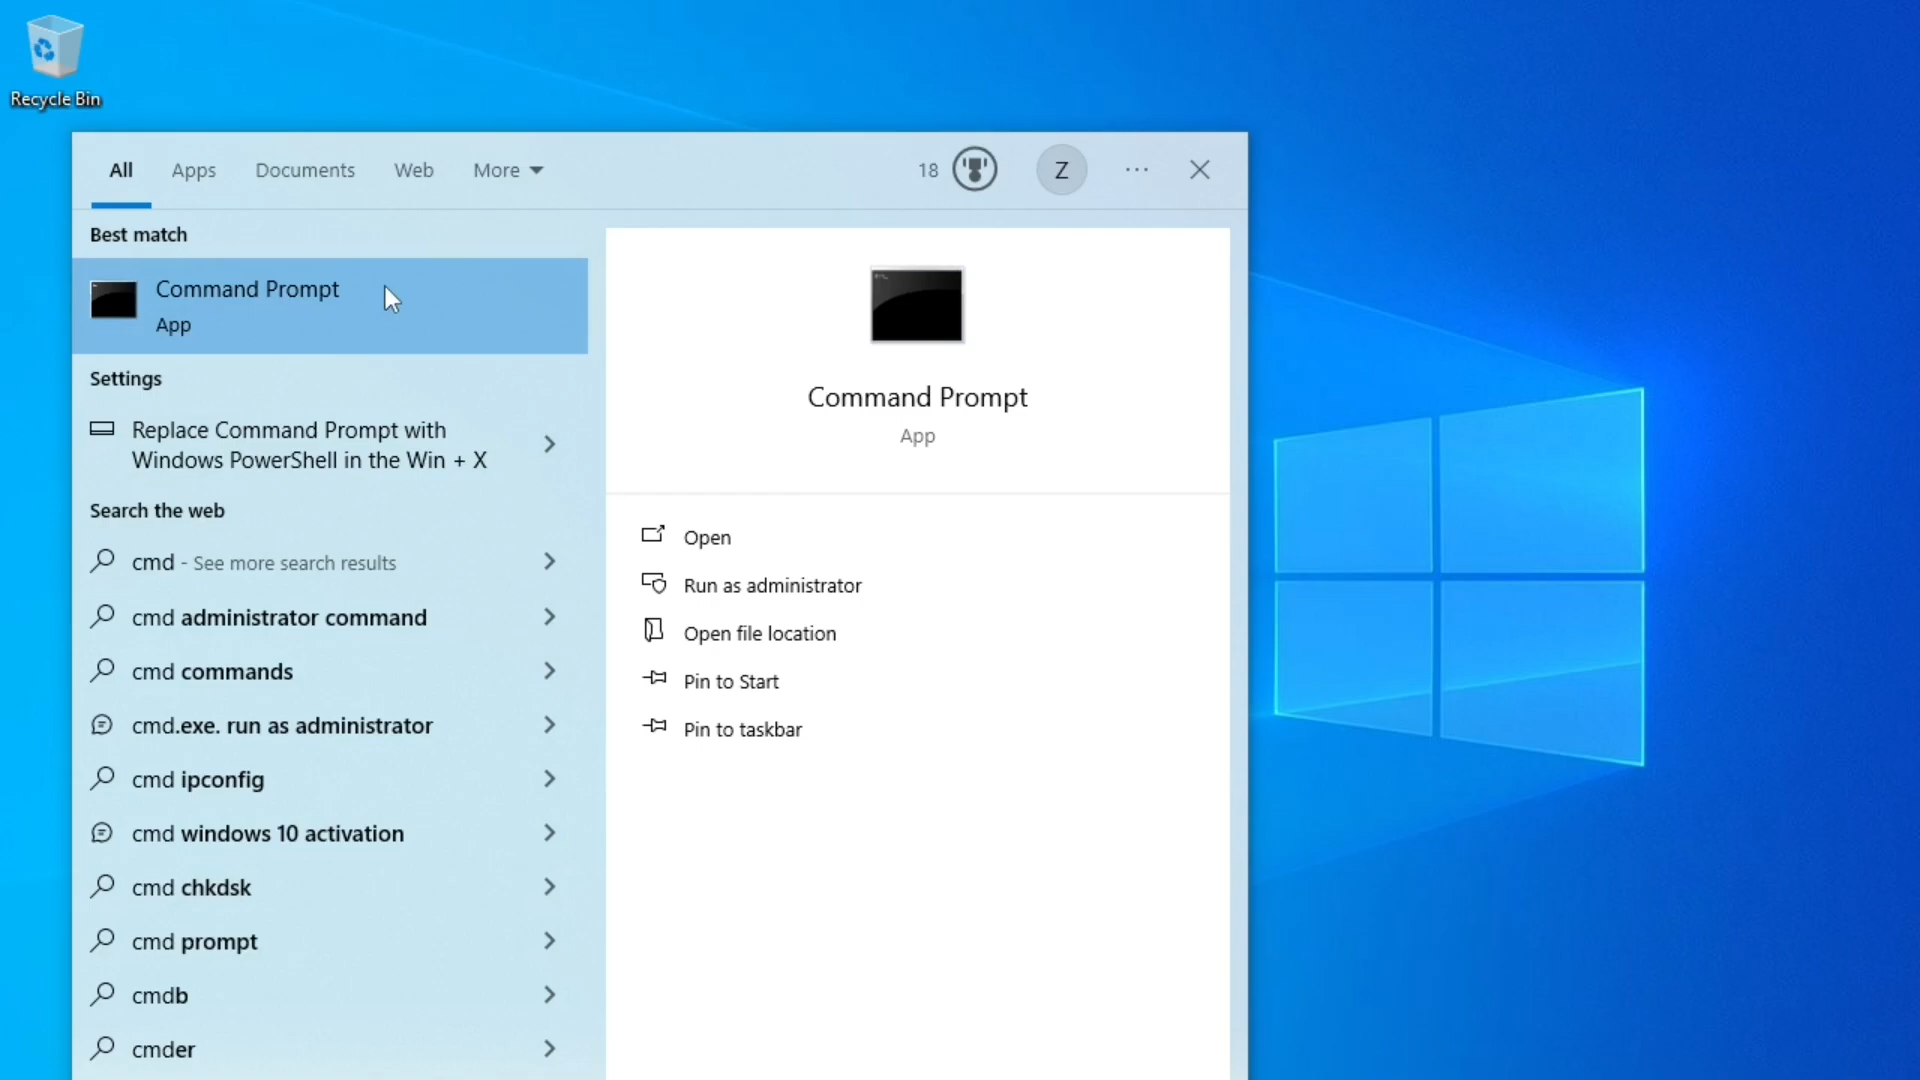 Recycle Bin
All Apps Documents Web More 18 Z ···
Best match
Command Prompt
App
Settings
Replace Command Prompt with
Windows PowerShell in the Win + X
Search the web
cmd - See more search results
cmd administrator command
cmd commands
cmd.exe. run as administrator
cmd ipconfig
cmd windows 10 activation
cmd chkdsk
cmd prompt
cmdb
cmder
Command Prompt
App
Open
Run as administrator
Open file location
Pin to Start
Pin to taskbar